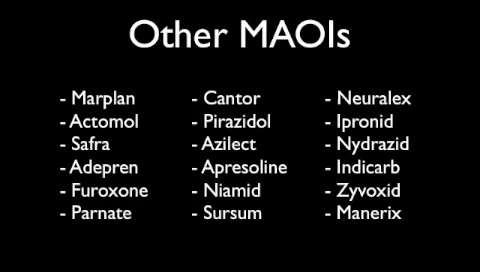 Other MAOIs
- Marplan
- Actomol
- Safra
- Adepren
- Furoxone
- Parnate
- Cantor
- Pirazidol
- Azilect
- Apresoline
- Niamid
- Sursum
- Neuralex
- Ipronid
- Nydrazid
- Indicarb
- Zyvoxid
- Manerix